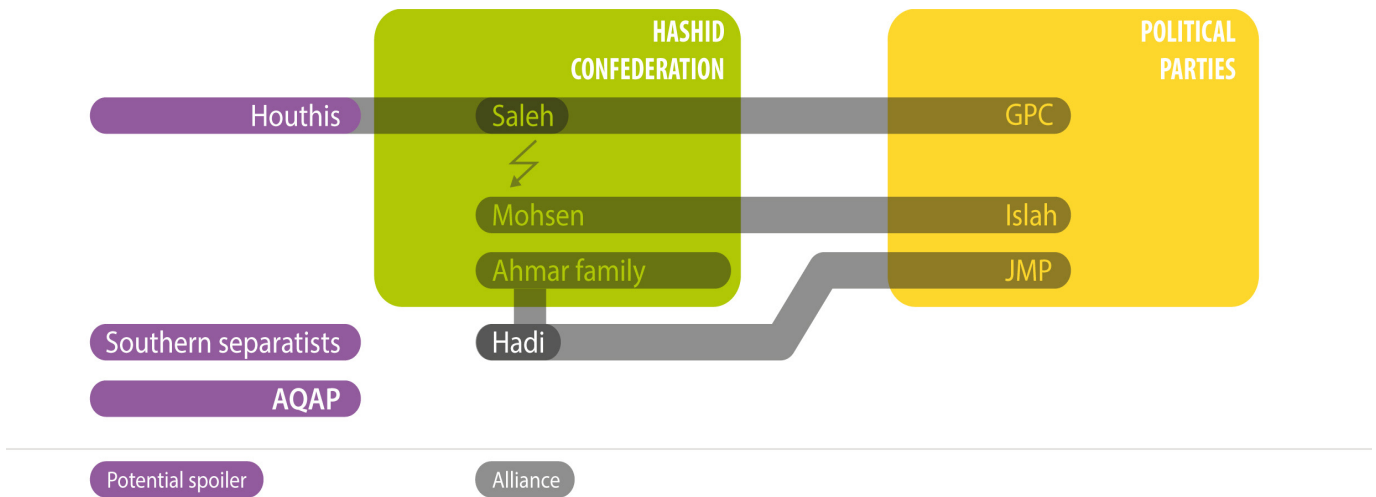 HASHID
CONFEDERATION
POLITICAL
PARTIES
Houthis
Saleh
GPC
Mohsen
Islah
Ahmar family
JMP
Southern separatists
Hadi
AQAP
Potential spoiler
Alliance